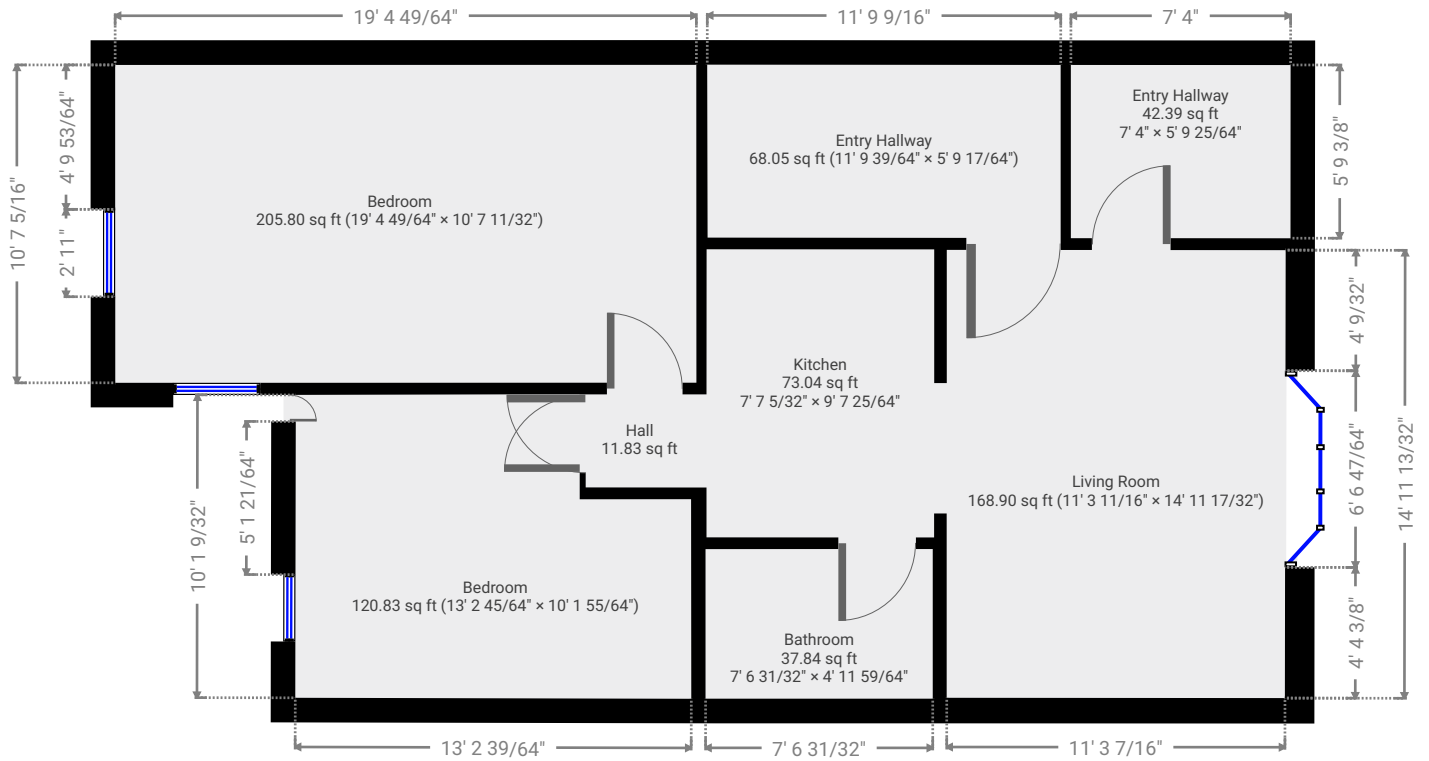 19' 4 49/64"
11' 9 9/16"
7' 4"
10' 7 5/16"
4' 9 53/64"
2' 11"
Bedroom
205.80 sq ft (19' 4 49/64" × 10' 7 11/32")
Entry Hallway
68.05 sq ft (11' 9 39/64" × 5' 9 17/64")
Entry Hallway
42.39 sq ft
7' 4" × 5' 9 25/64"
5' 9 3/8"
Kitchen
73.04 sq ft
7' 7 5/32" × 9' 7 25/64"
Hall
11.83 sq ft
Living Room
168.90 sq ft (11' 3 11/16" × 14' 11 17/32")
4' 9/32"
6' 6 47/64"
4' 4 3/8"
14' 11 13/32"
10' 1 9/32"
5' 1 21/64"
Bedroom
120.83 sq ft (13' 2 45/64" × 10' 1 55/64")
Bathroom
37.84 sq ft
7' 6 31/32" × 4' 11 59/64"
13' 2 39/64"
7' 6 31/32"
11' 3 7/16"